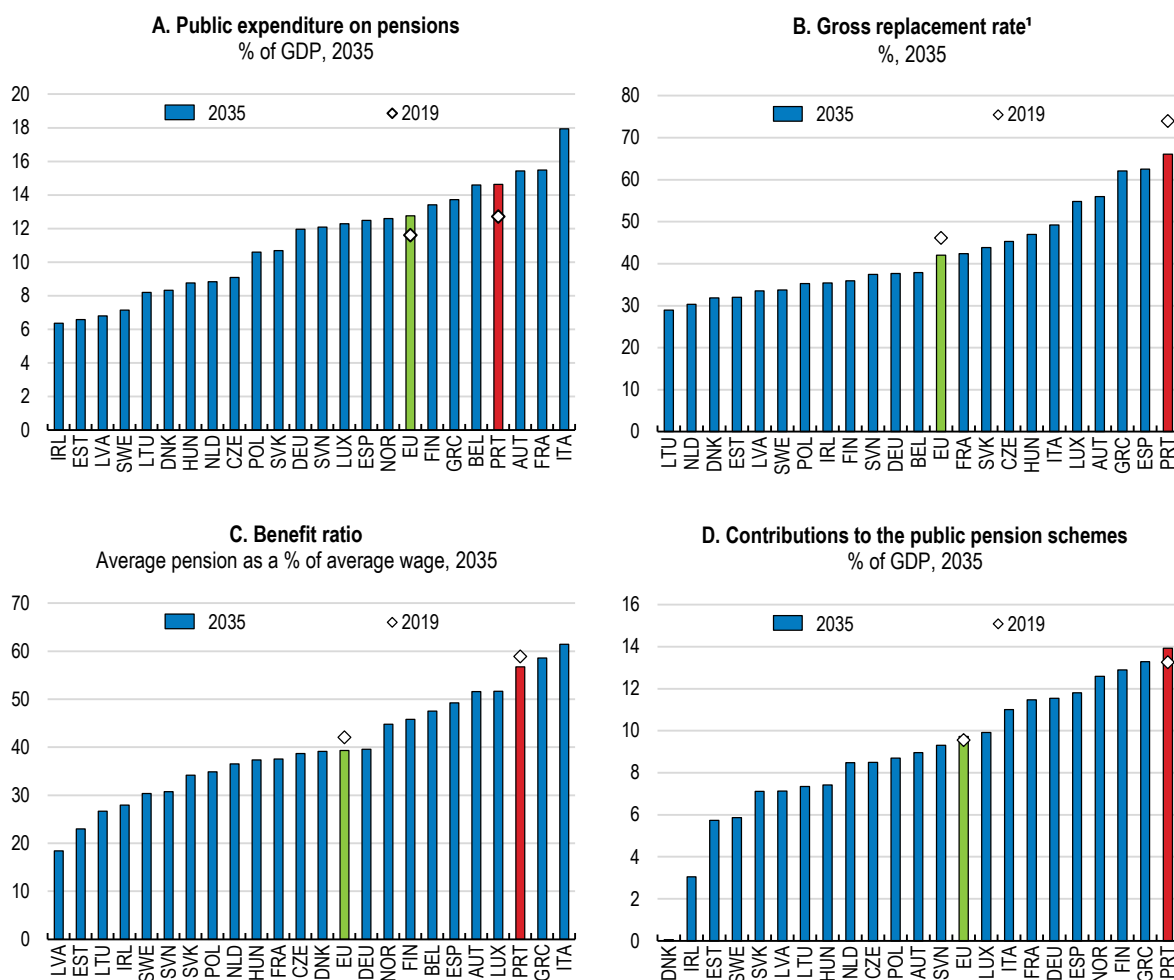 A. Public expenditure on pensions
% of GDP, 2035
20
18
16
14
12
10
8
6
4
2
0
2035
2019
IRL
EST
LVA
SWE
LTU
DNK
HUN
NLD
CZE
POL
SVK
DEU
SVN
LUX
ESP
NOR
EU
FIN
GRC
BEL
PRT
AUT
FRA
ITA
B. Gross replacement rate¹
%, 2035
80
70
60
50
40
30
20
10
0
2035
2019
LTU
NLD
DNK
EST
LVA
SWE
POL
IRL
FIN
SVN
DEU
BEL
EU
FRA
SVK
CZE
HUN
ITA
LUX
AUT
GRC
ESP
PRT
C. Benefit ratio
Average pension as a % of average wage, 2035
70
60
50
40
30
20
10
0
2035
2019
LVA
EST
LTU
IRL
SWE
SVN
SVK
POL
NLD
HUN
FRA
CZE
DNK
EU
DEU
NOR
FIN
BEL
ESP
AUT
LUX
PRT
GRC
ITA
D. Contributions to the public pension schemes
% of GDP, 2035
16
14
12
10
8
6
4
2
0
2035
2019
DNK
IRL
EST
SWE
SVK
LVA
LTU
HUN
NLD
CZE
POL
AUT
SVN
EU
LUX
ITA
FRA
DEU
ESP
NOR
FIN
GRC
PRT